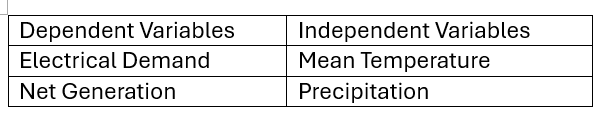 Dependent Variables Independent Variables
Electrical Demand Mean Temperature
Net Generation Precipitation